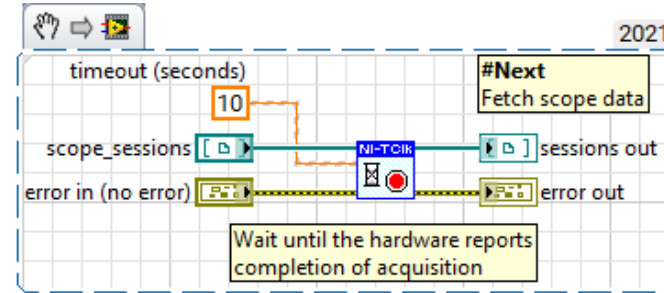 2021
timeout (seconds)
10
#Next
Fetch scope data
scope_sessions
NI-TClk
sessions out
error in (no error)
error out
Wait until the hardware reports
completion of acquisition